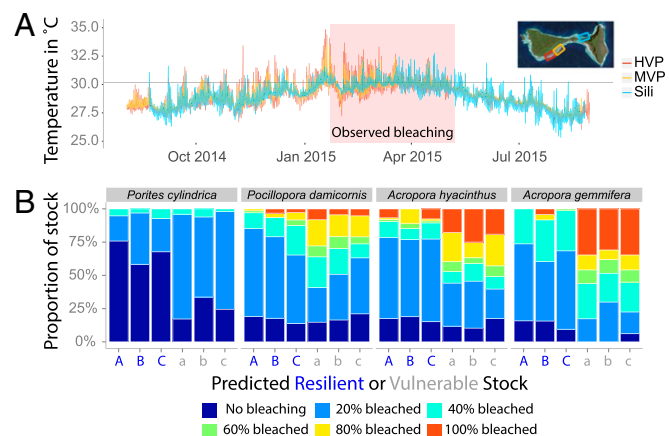 A
Temperature in °C
35.0
32.5
30.0
27.5
25.0
Observed bleaching
Oct 2014
Jan 2015
Apr 2015
Jul 2015
HVP
MVP
Sili
B
Proportion of stock
Porites cylindrica
Pocillopora damicornis
Acropora hyacinthus
Acropora gemmifera
100%
75%
50%
25%
0%
A B C a b c A B C a b c A B C a b c A B C a b c
Predicted Resilient or Vulnerable Stock
No bleaching
20% bleached
40% bleached
60% bleached
80% bleached
100% bleached